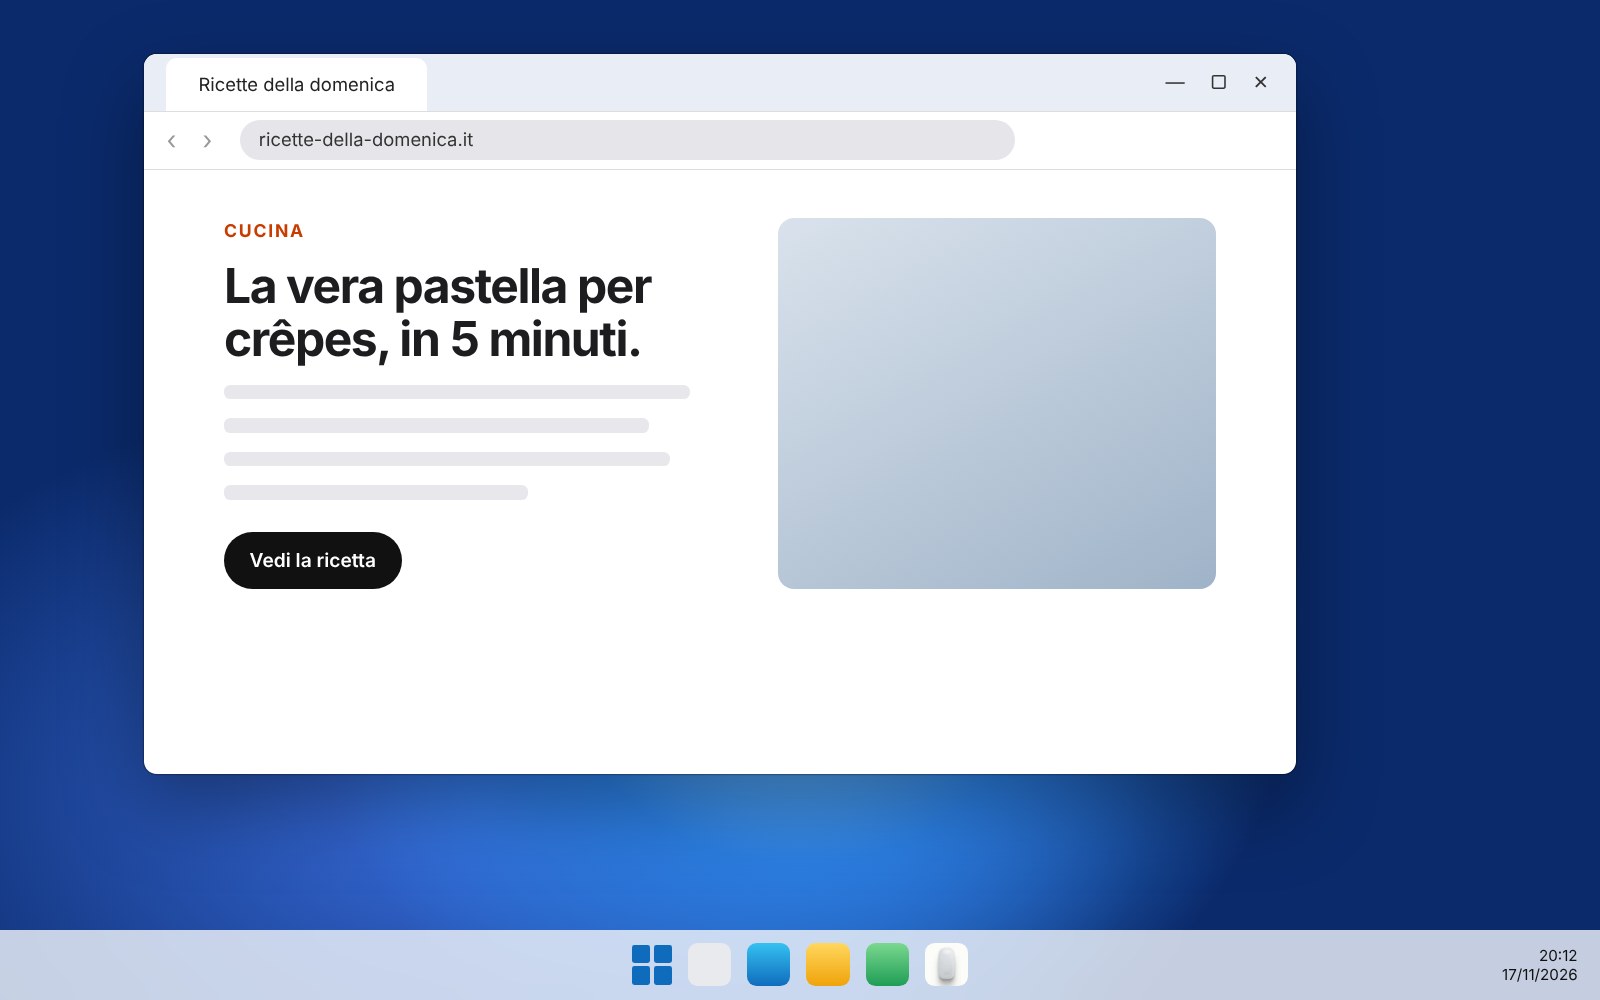 Ricette della domenica
ricette-della-domenica.it
CUCINA
La vera pastella per
crêpes, in 5 minuti.
Vedi la ricetta
20:12
17/11/2026